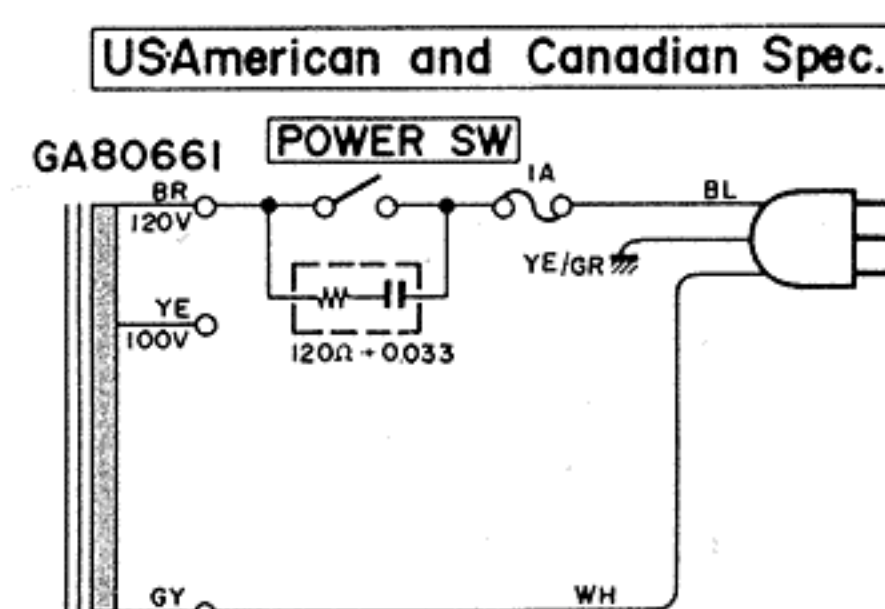 US·American and Canadian Spec.
GA80661
POWER SW
1A
BR
120V
BL
YE/GR
YE
100V
120Ω + 0.033
GY
WH